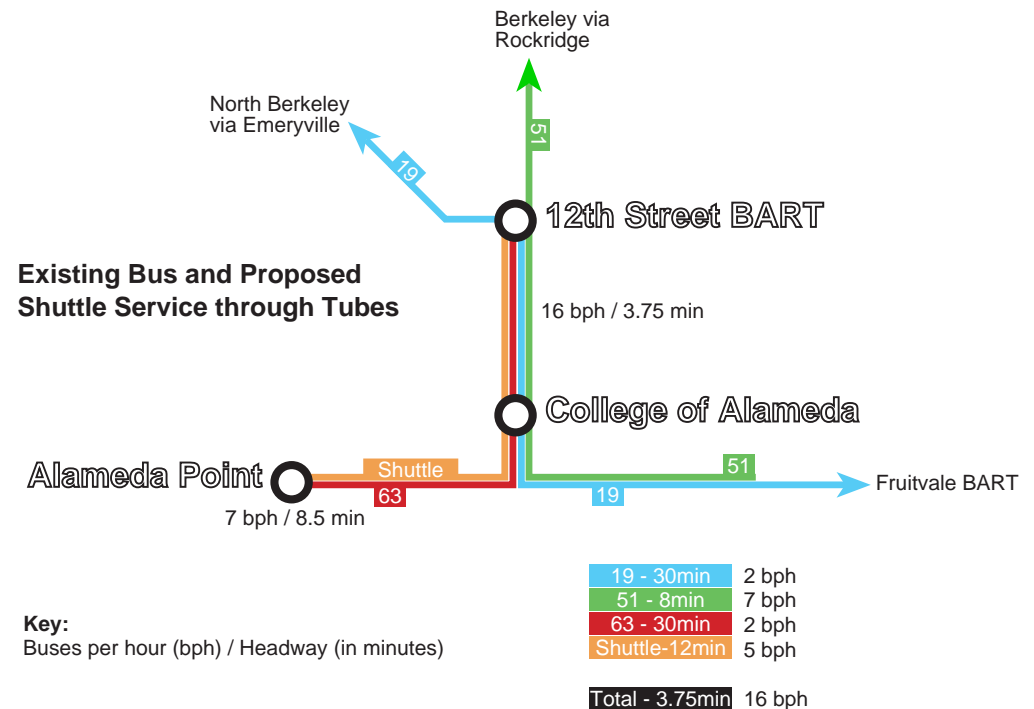 Berkeley via
Rockridge
North Berkeley
via Emeryville
51
19
12th Street BART
Existing Bus and Proposed
Shuttle Service through Tubes
16 bph / 3.75 min
College of Alameda
Alameda Point
Shuttle
51
63
19
Fruitvale BART
7 bph / 8.5 min
19 - 30min 2 bph
51 - 8min 7 bph
63 - 30min 2 bph
Shuttle-12min 5 bph
Key:
Buses per hour (bph) / Headway (in minutes)
Total - 3.75min 16 bph